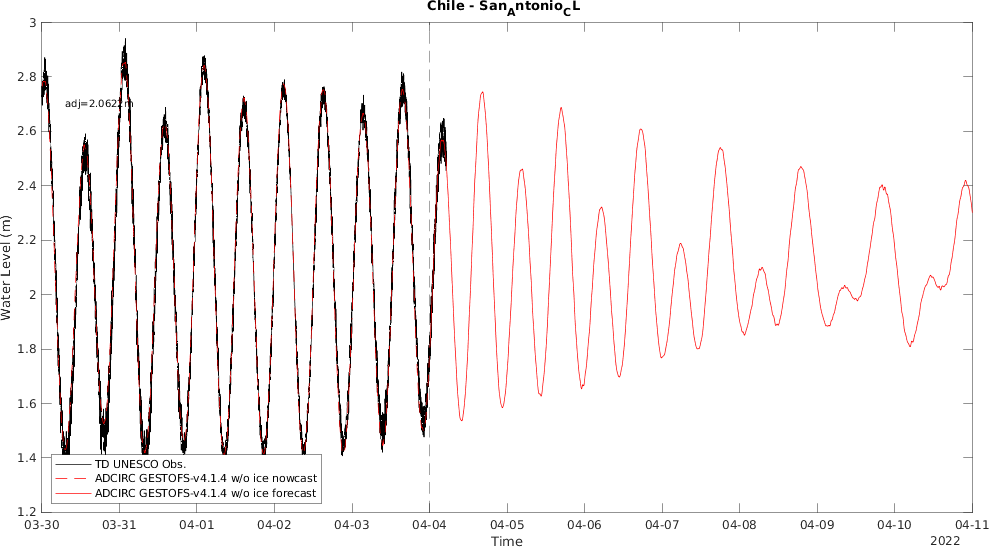 Chile - SanAntonioCL
3
2.8
adj=2.0622m
2.6
2.4
2.2
2
1.8
1.6
1.4
1.2
Water Level (m)
TD UNESCO Obs.
ADCIRC GESTOFS-v4.1.4 w/o ice nowcast
ADCIRC GESTOFS-v4.1.4 w/o ice forecast
03-30 03-31 04-01 04-02 04-03 04-04 04-05 04-06 04-07 04-08 04-09 04-10 04-11
Time
2022